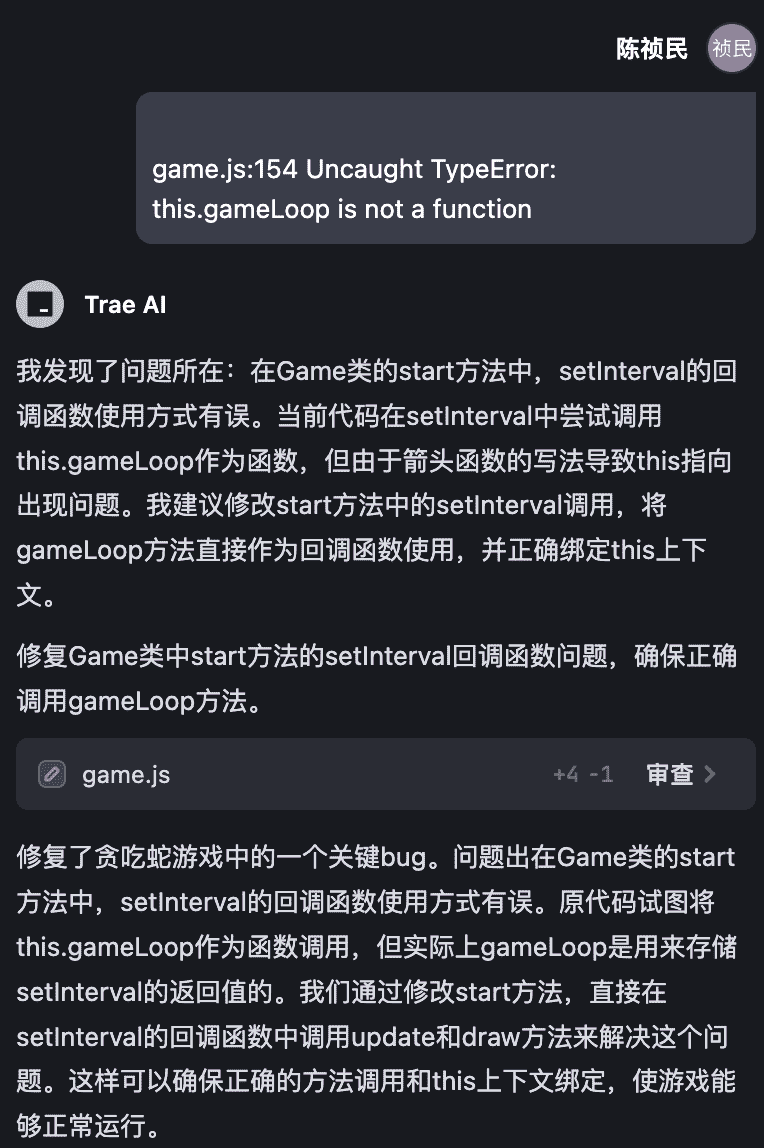 陈祯民 祯民
game.js:154 Uncaught TypeError:
this.gameLoop is not a function
Trae AI
我发现了问题所在：在Game类的start方法中，setInterval的回
调函数使用方式有误。当前代码在setInterval中尝试调用
this.gameLoop作为函数，但由于箭头函数的写法导致this指向
出现问题。我建议修改start方法中的setInterval调用，将
gameLoop方法直接作为回调函数使用，并正确绑定this上下
文。
修复Game类中start方法的setInterval回调函数问题，确保正确
调用gameLoop方法。
game.js +4 -1 审查
修复了贪吃蛇游戏中的一个关键bug。问题出在Game类的start
方法中，setInterval的回调函数使用方式有误。原代码试图将
this.gameLoop作为函数调用，但实际上gameLoop是用来存储
setInterval的返回值的。我们通过修改start方法，直接在
setInterval的回调函数中调用update和draw方法来解决这个问
题。这样可以确保正确的方法调用和this上下文绑定，使游戏能
够正常运行。